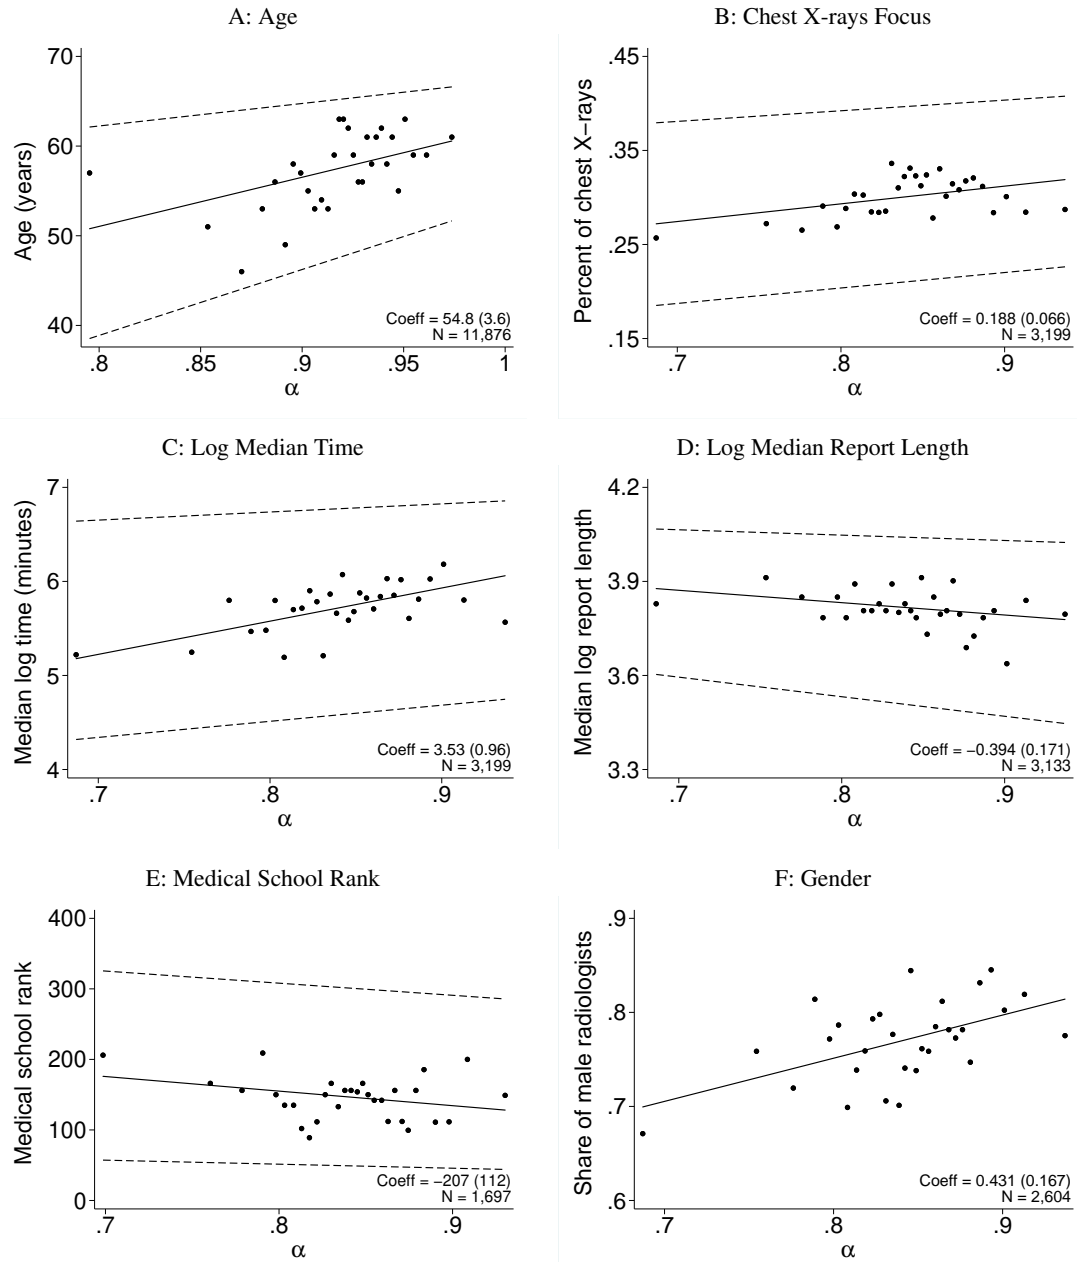 A: Age
70
60
50
40
Age (years)
Coeff = 54.8 (3.6)
N = 11,876
.8
.85
.9
.95
1
α
B: Chest X-rays Focus
.45
.35
.25
.15
Percent of chest X−rays
Coeff = 0.188 (0.066)
N = 3,199
.7
.8
.9
α
C: Log Median Time
7
6
5
4
Median log time (minutes)
Coeff = 3.53 (0.96)
N = 3,199
.7
.8
.9
α
D: Log Median Report Length
4.2
3.9
3.6
3.3
Median log report length
Coeff = −0.394 (0.171)
N = 3,133
.7
.8
.9
α
E: Medical School Rank
400
300
200
100
0
Medical school rank
Coeff = −207 (112)
N = 1,697
.7
.8
.9
α
F: Gender
.9
.8
.7
.6
Share of male radiologists
Coeff = 0.431 (0.167)
N = 2,604
.7
.8
.9
α